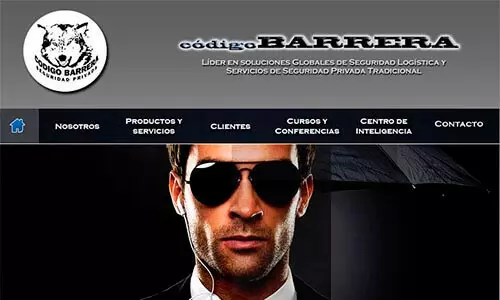 CODIGO BARRERA
SEGURIDAD PRIVADA
códigoBARRERA
Líder en soluciones Globales de Seguridad Logística y
Servicios de Seguridad Privada Tradicional
Nosotros
Productos y
servicios
Clientes
Cursos y
Conferencias
Centro de
Inteligencia
Contacto